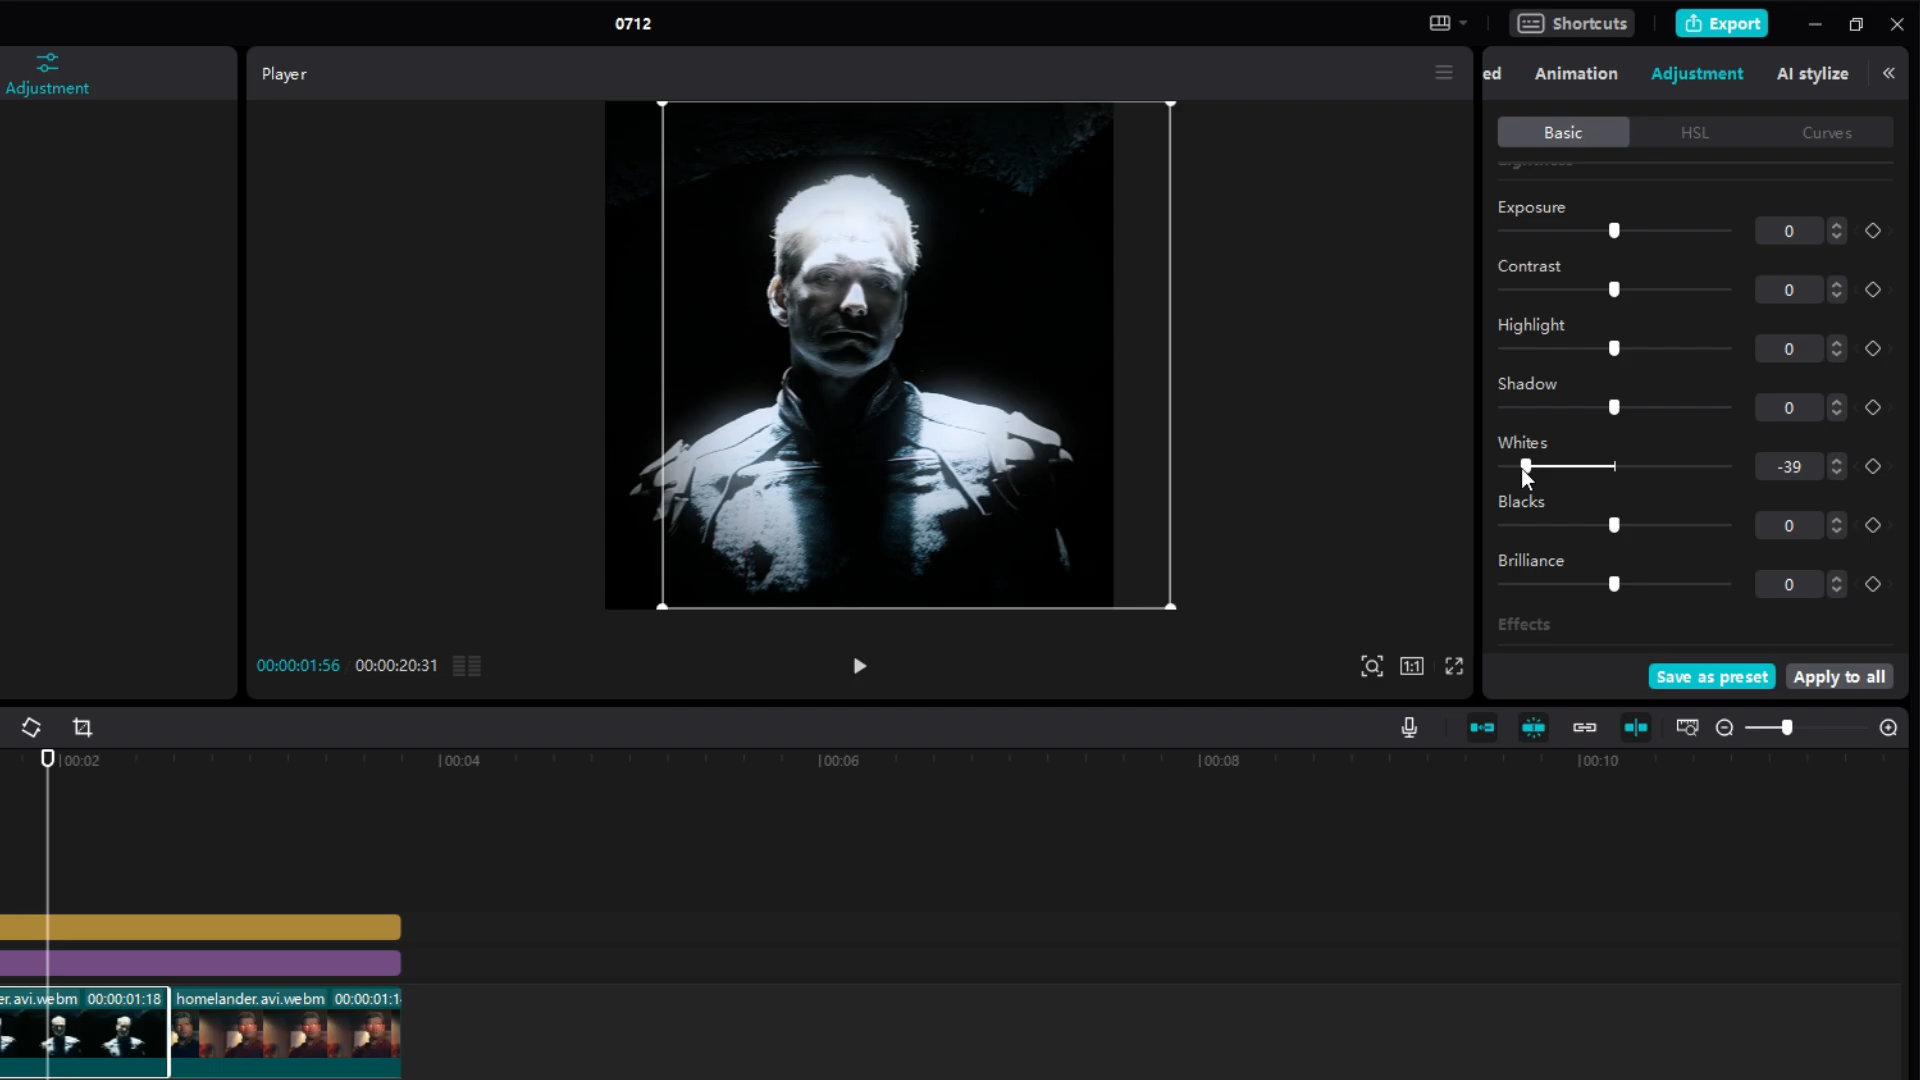 0712
Shortcuts
Export
Adjustment
Player
ed
Animation
Adjustment
AI stylize
Basic
HSL
Curves
Exposure
0
Contrast
0
Highlight
0
Shadow
0
Whites
-39
Blacks
0
Brilliance
0
Effects
00:00:01:56
00:00:20:31
1:1
Save as preset
Apply to all
00:02
00:04
00:06
00:08
00:10
er.avi.webm 00:00:01:18
homelander.avi.webm 00:00:01:1